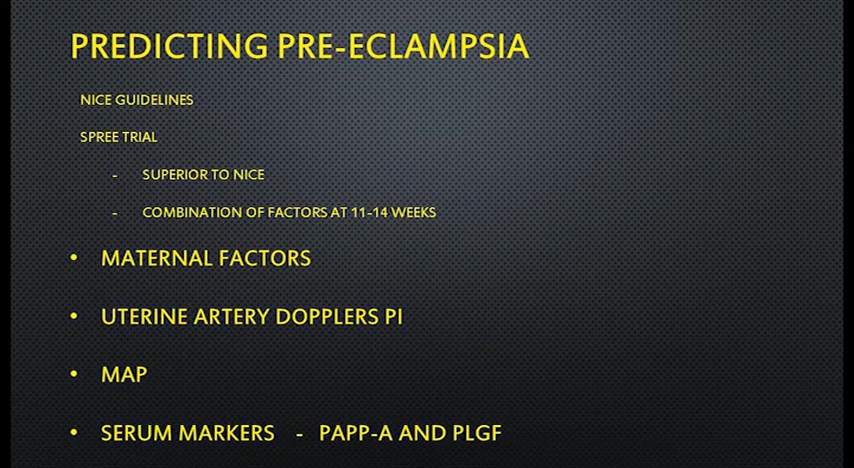 PREDICTING PRE-ECLAMPSIA
NICE GUIDELINES
SPREE TRIAL
- SUPERIOR TO NICE
- COMBINATION OF FACTORS AT 11-14 WEEKS
• MATERNAL FACTORS
• UTERINE ARTERY DOPPLERS PI
• MAP
• SERUM MARKERS - PAPP-A AND PLGF